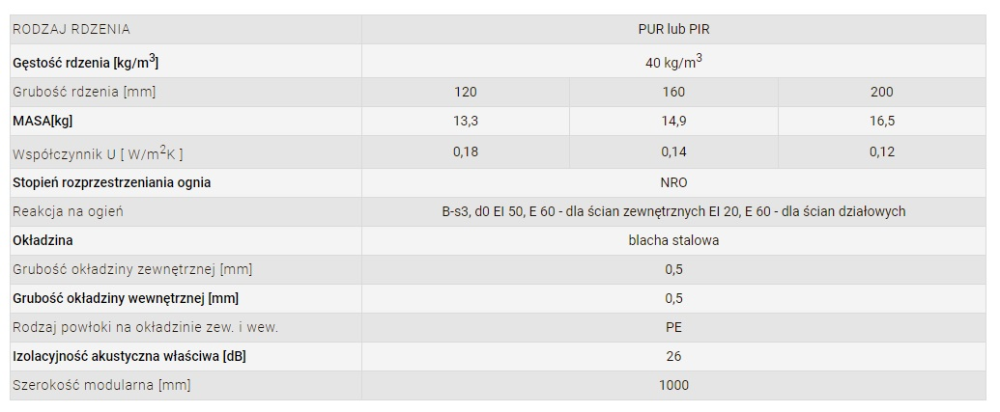 RODZAJ RDZENIA PUR lub PIR
Gęstość rdzenia [kg/m3] 40 kg/m3
Grubość rdzenia [mm] 120 160 200
MASA[kg] 13,3 14,9 16,5
Współczynnik U [ W/m2K ] 0,18 0,14 0,12
Stopień rozprzestrzeniania ognia NRO
Reakcja na ogień B-s3, d0 EI 50, E 60 - dla ścian zewnętrznych EI 20, E 60 - dla ścian działowych
Okładzina blacha stalowa
Grubość okładziny zewnętrznej [mm] 0,5
Grubość okładziny wewnętrznej [mm] 0,5
Rodzaj powłoki na okładzinie zew. i wew. PE
Izolacyjność akustyczna właściwa [dB] 26
Szerokość modularna [mm] 1000